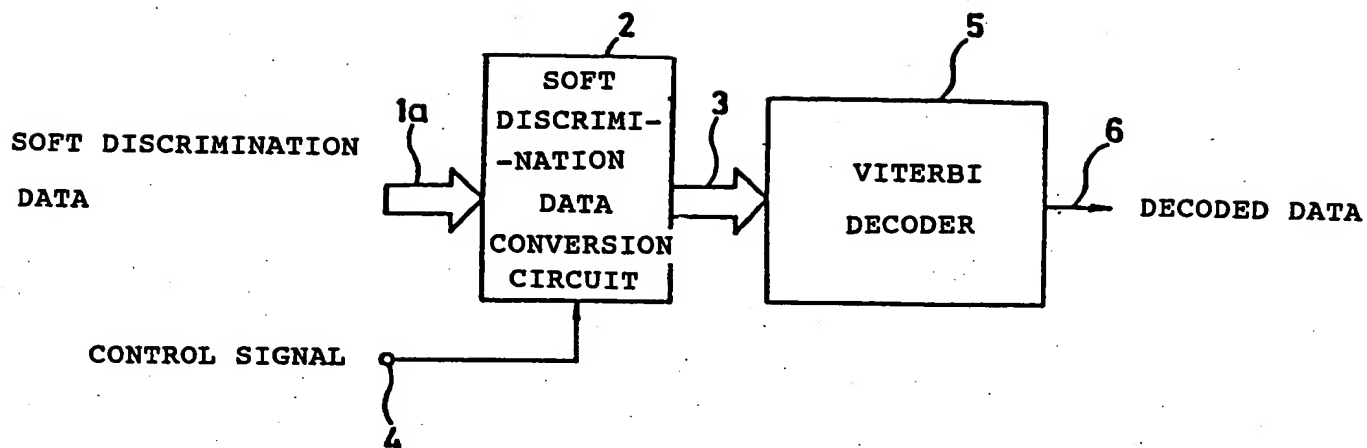 2
5
SOFT
DISCRIMI-
-NATION
DATA
CONVERSION
CIRCUIT
1a
3
6
SOFT DISCRIMINATION
DATA
VITERBI
DECODER
DECODED DATA
CONTROL SIGNAL
4